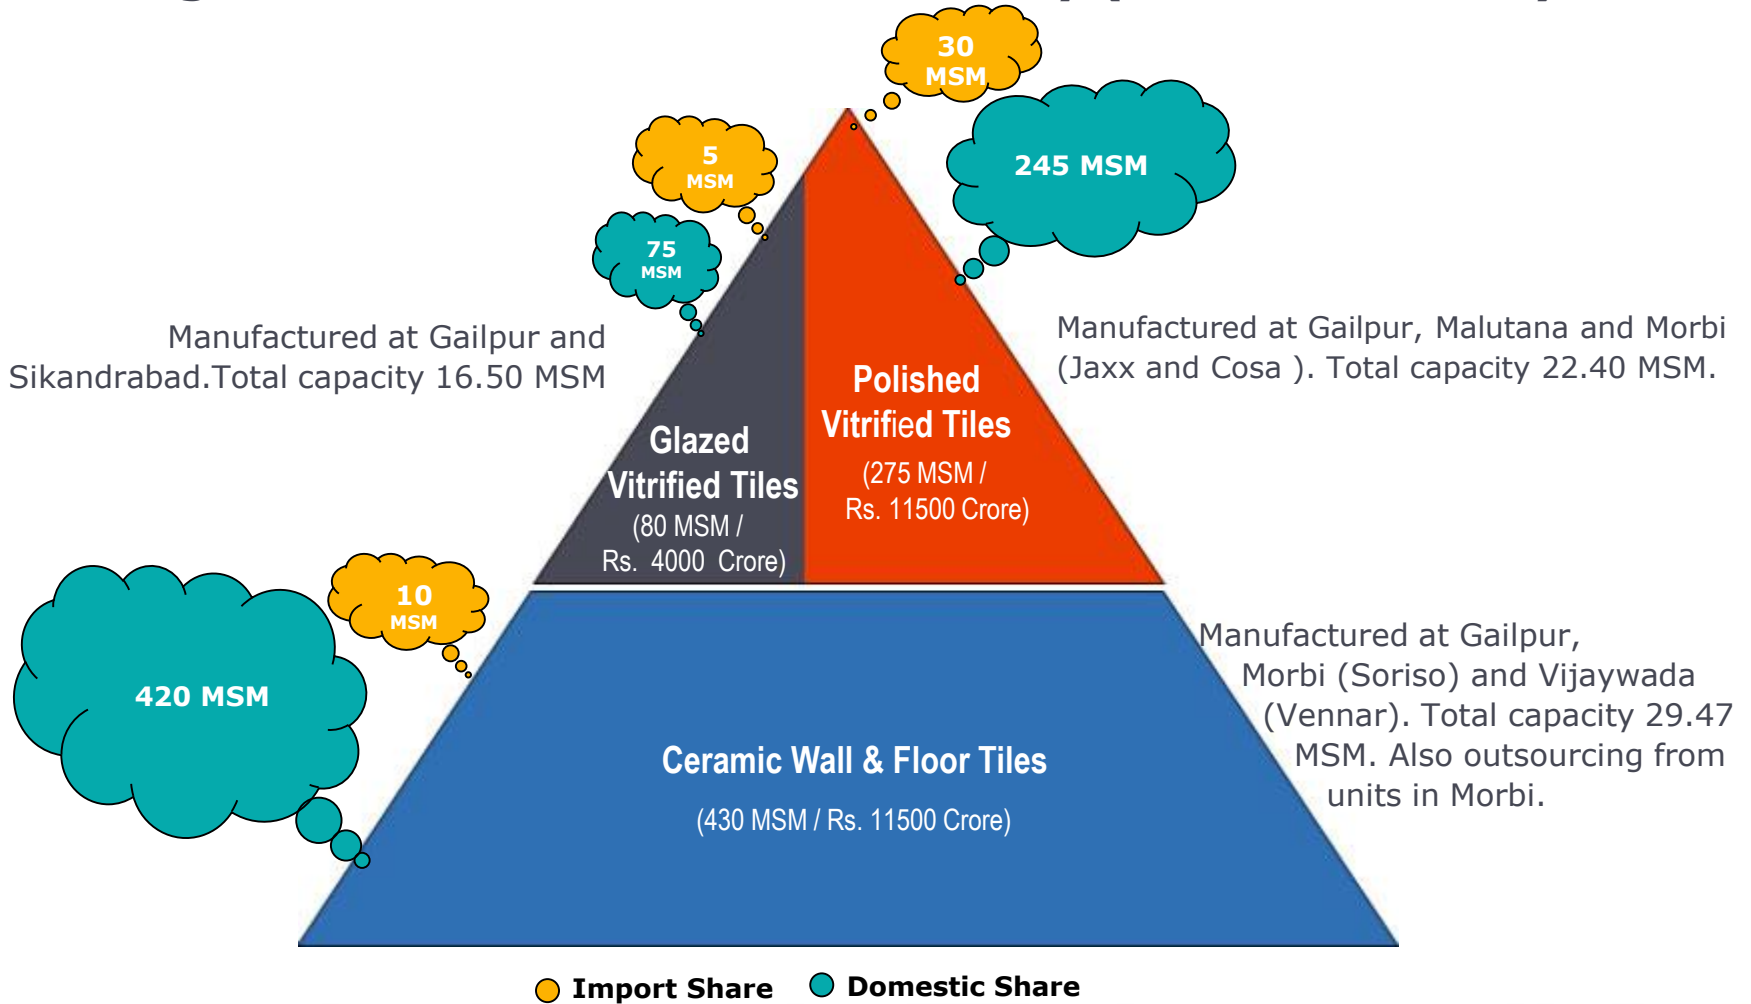 30
MSM
245 MSM
5
MSM
75
MSM
Manufactured at Gailpur and
Sikandrabad.Total capacity 16.50 MSM
Manufactured at Gailpur, Malutana and Morbi
(Jaxx and Cosa ). Total capacity 22.40 MSM.
Polished
Vitrified Tiles
(275 MSM /
Rs. 11500 Crore)
Glazed
Vitrified Tiles
(80 MSM /
Rs. 4000 Crore)
10
MSM
420 MSM
Manufactured at Gailpur,
Morbi (Soriso) and Vijaywada
(Vennar). Total capacity 29.47
MSM. Also outsourcing from
units in Morbi.
Ceramic Wall & Floor Tiles
(430 MSM / Rs. 11500 Crore)
Import Share
Domestic Share